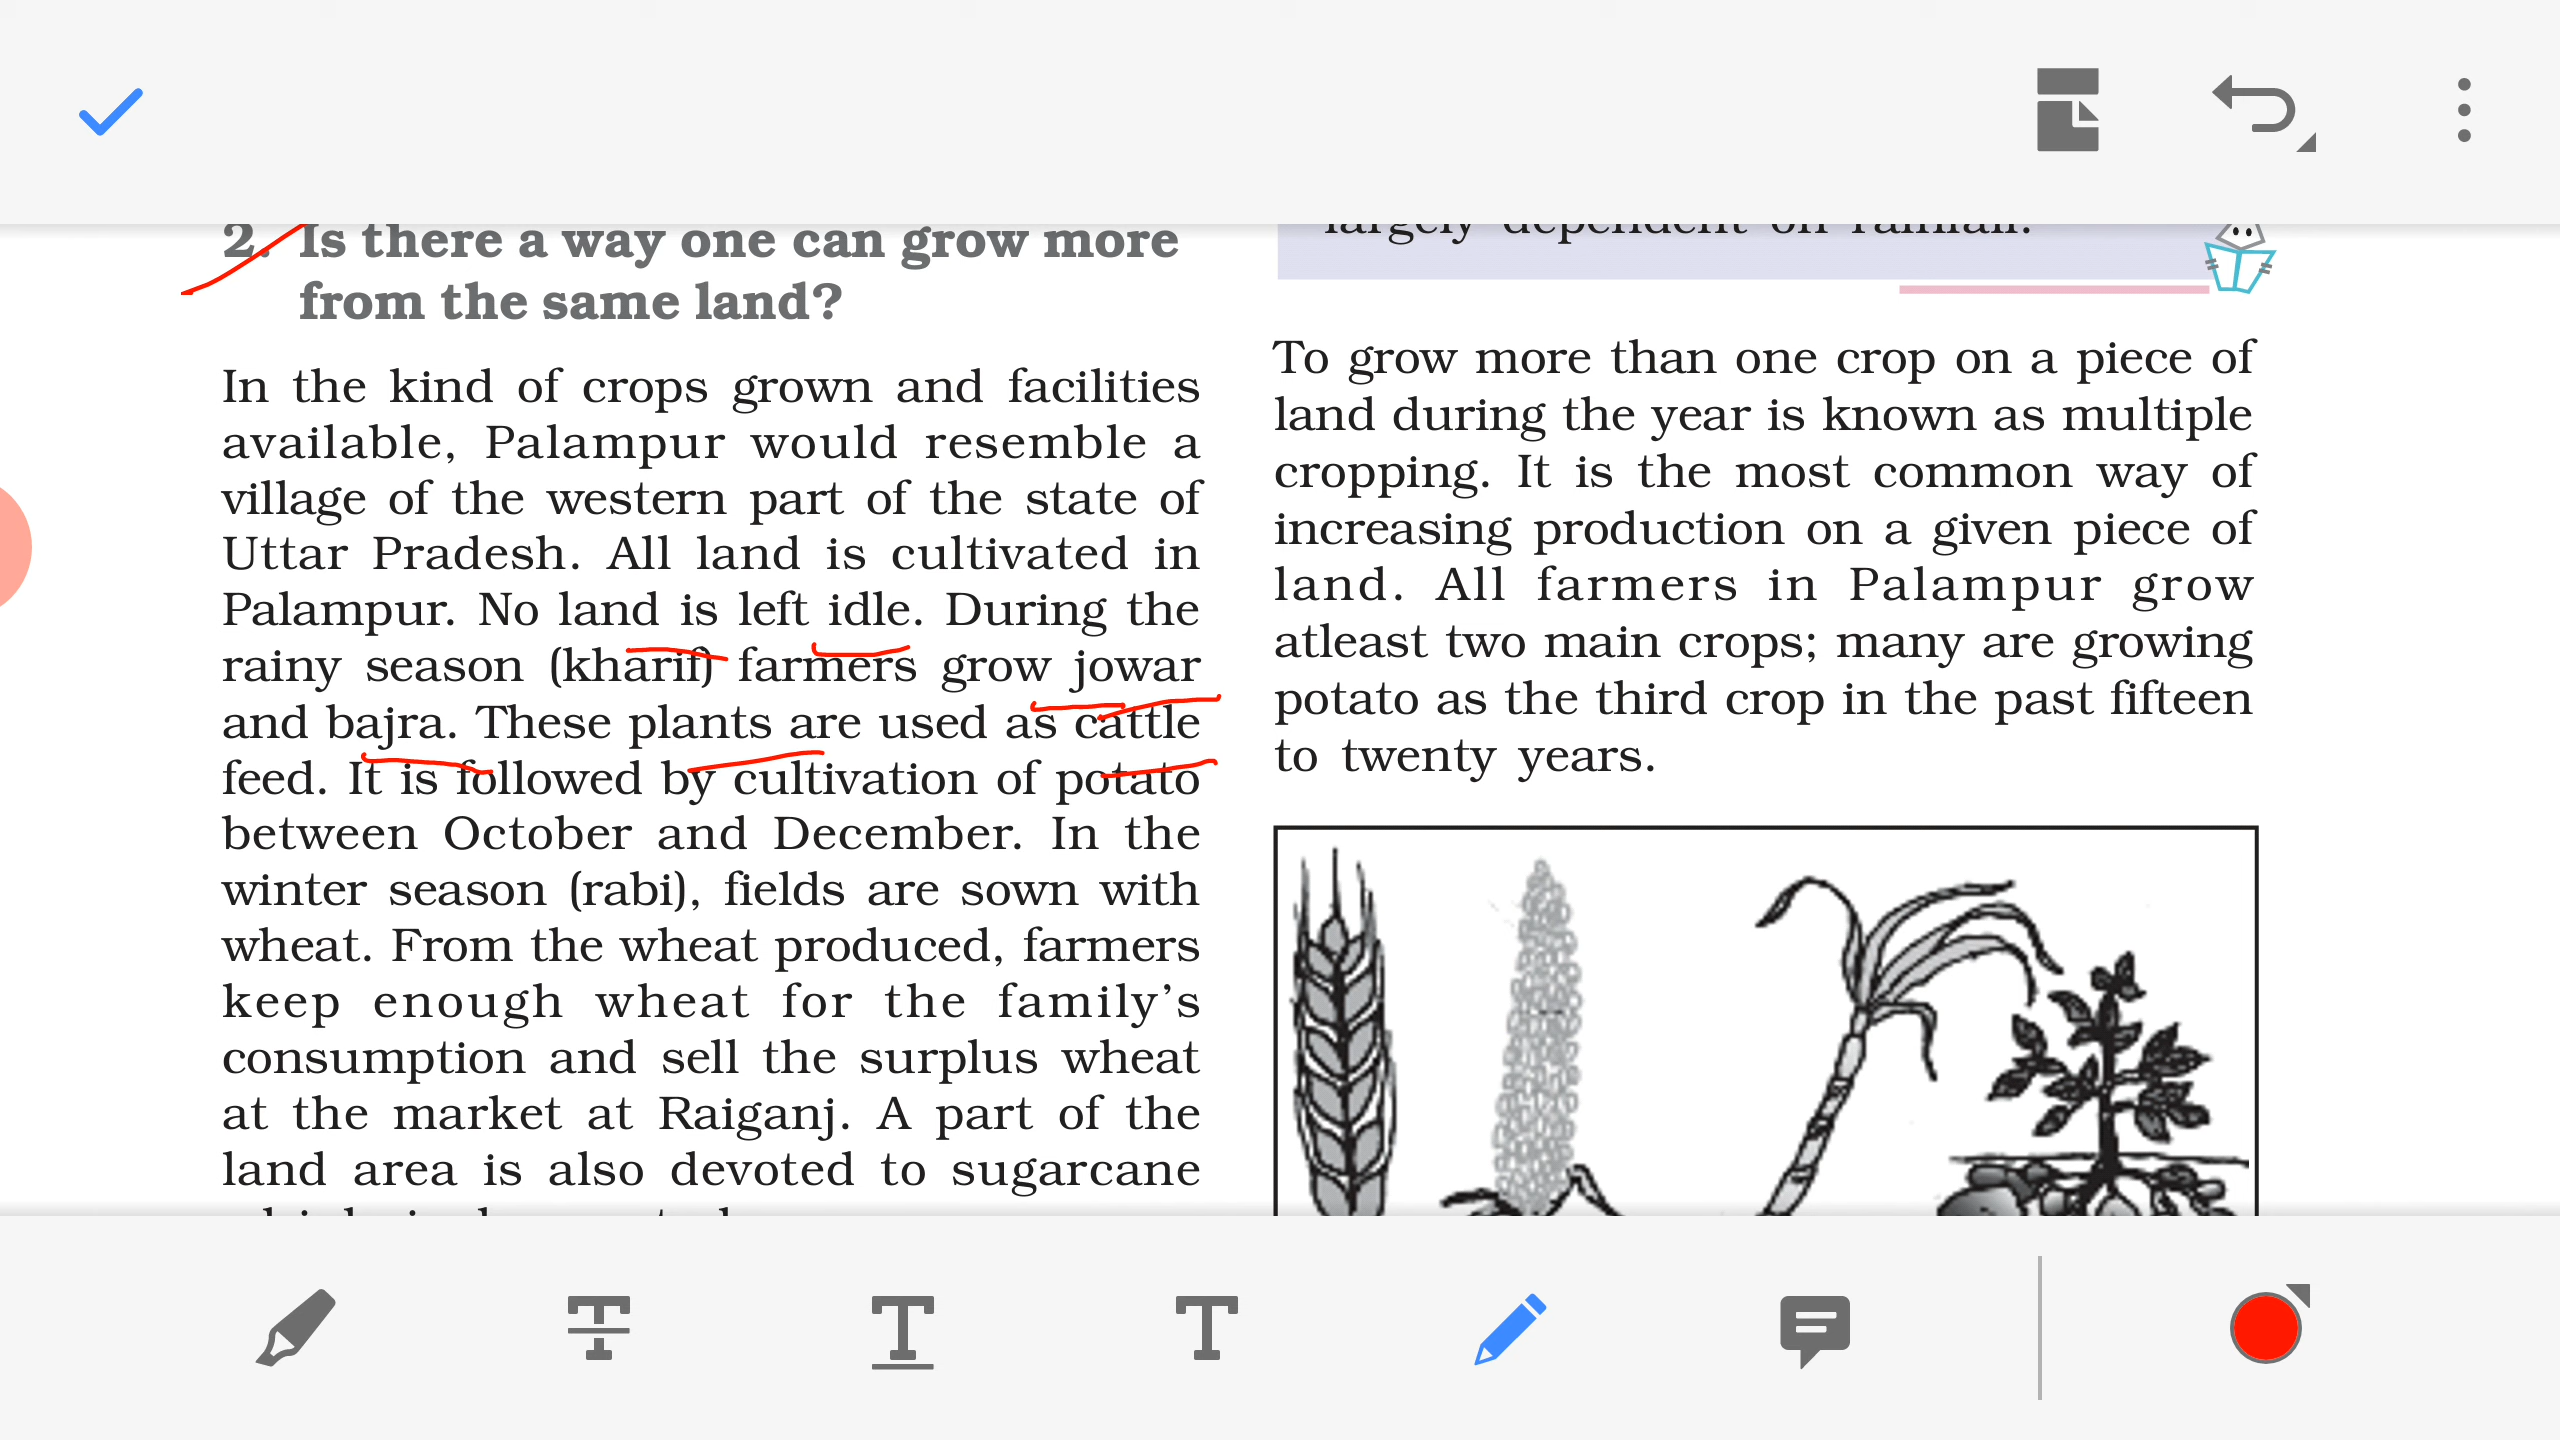 2. Is there a way one can grow more
from the same land?
In the kind of crops grown and facilities
available, Palampur would resemble a
village of the western part of the state of
Uttar Pradesh. All land is cultivated in
Palampur. No land is left idle. During the
rainy season (kharif) farmers grow jowar
and bajra. These plants are used as cattle
feed. It is followed by cultivation of potato
between October and December. In the
winter season (rabi), fields are sown with
wheat. From the wheat produced, farmers
keep enough wheat for the family's
consumption and sell the surplus wheat
at the market at Raiganj. A part of the
land area is also devoted to sugarcane
largely dependent on rainfall.
To grow more than one crop on a piece of
land during the year is known as multiple
cropping. It is the most common way of
increasing production on a given piece of
land. All farmers in Palampur grow
atleast two main crops; many are growing
potato as the third crop in the past fifteen
to twenty years.